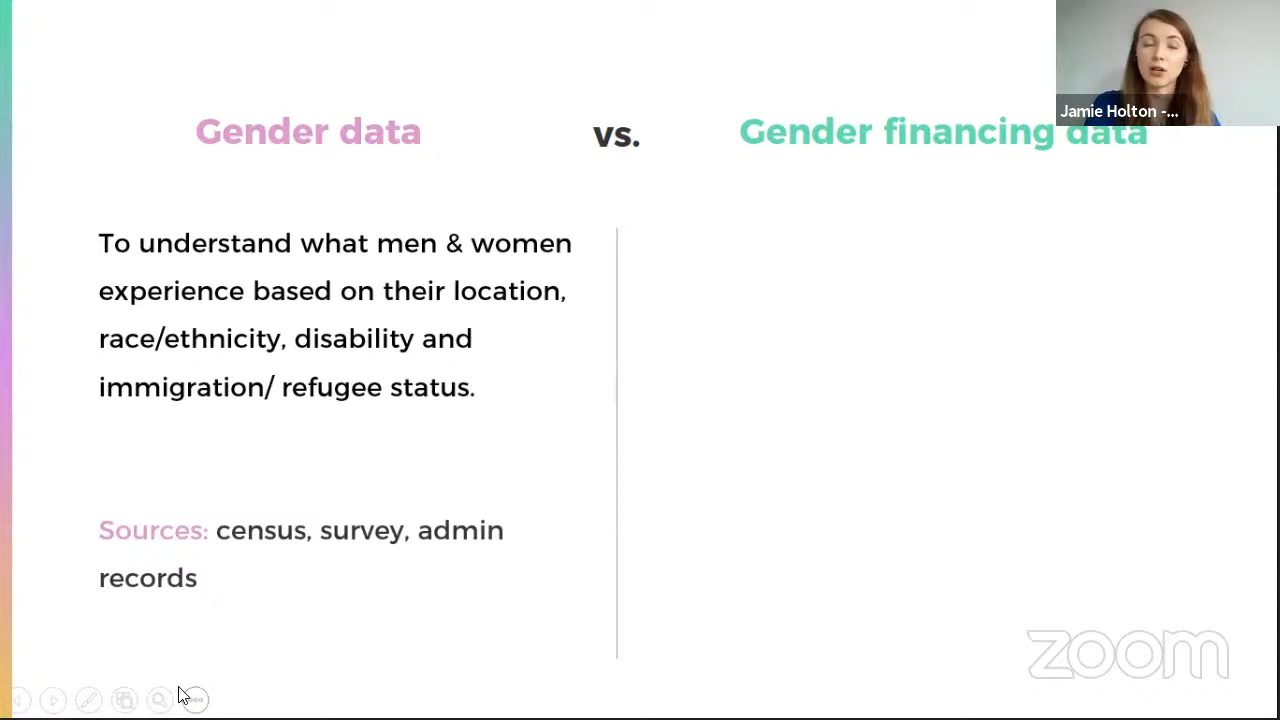 Jamie Holton -...
Gender data
vs.
Gender financing data
To understand what men & women
experience based on their location,
race/ethnicity, disability and
immigration/ refugee status.
Sources: census, survey, admin
records
zoom